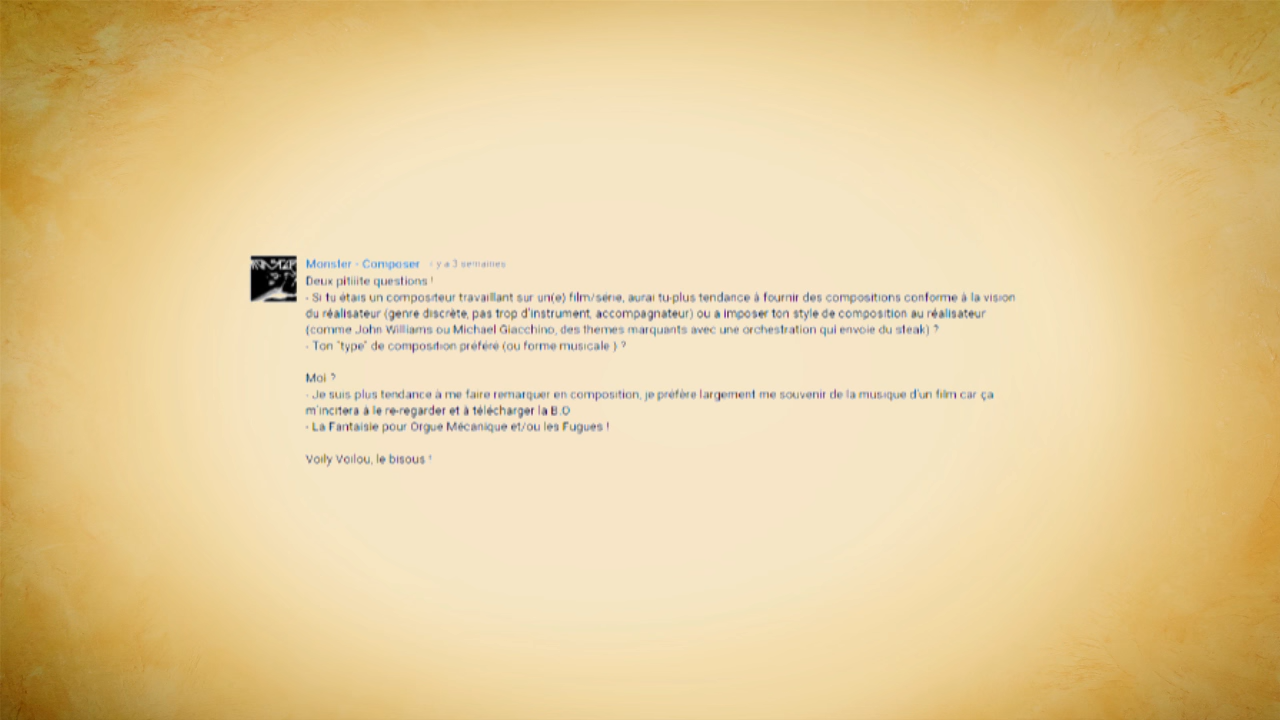 Monster - Composer il y a 3 semaines
Deux pitiiite questions !
- Si tu étais un compositeur travaillant sur un(e) film/série, aurai tu-plus tendance à fournir des compositions conforme à la vision
du réalisateur (genre discrète, pas trop d'instrument, accompagnateur) ou a imposer ton style de composition au réalisateur
(comme John Williams ou Michael Giacchino, des themes marquants avec une orchestration qui envoie du steak) ?
- Ton "type" de composition préféré (ou forme musicale ) ?
Moi ?
- Je suis plus tendance à me faire remarquer en composition, je préfère largement me souvenir de la musique d'un film car ça
m'incitera à le re-regarder et à télécharger la B.O
- La Fantaisie pour Orgue Mécanique et/ou les Fugues !
Voily Voilou, le bisous !